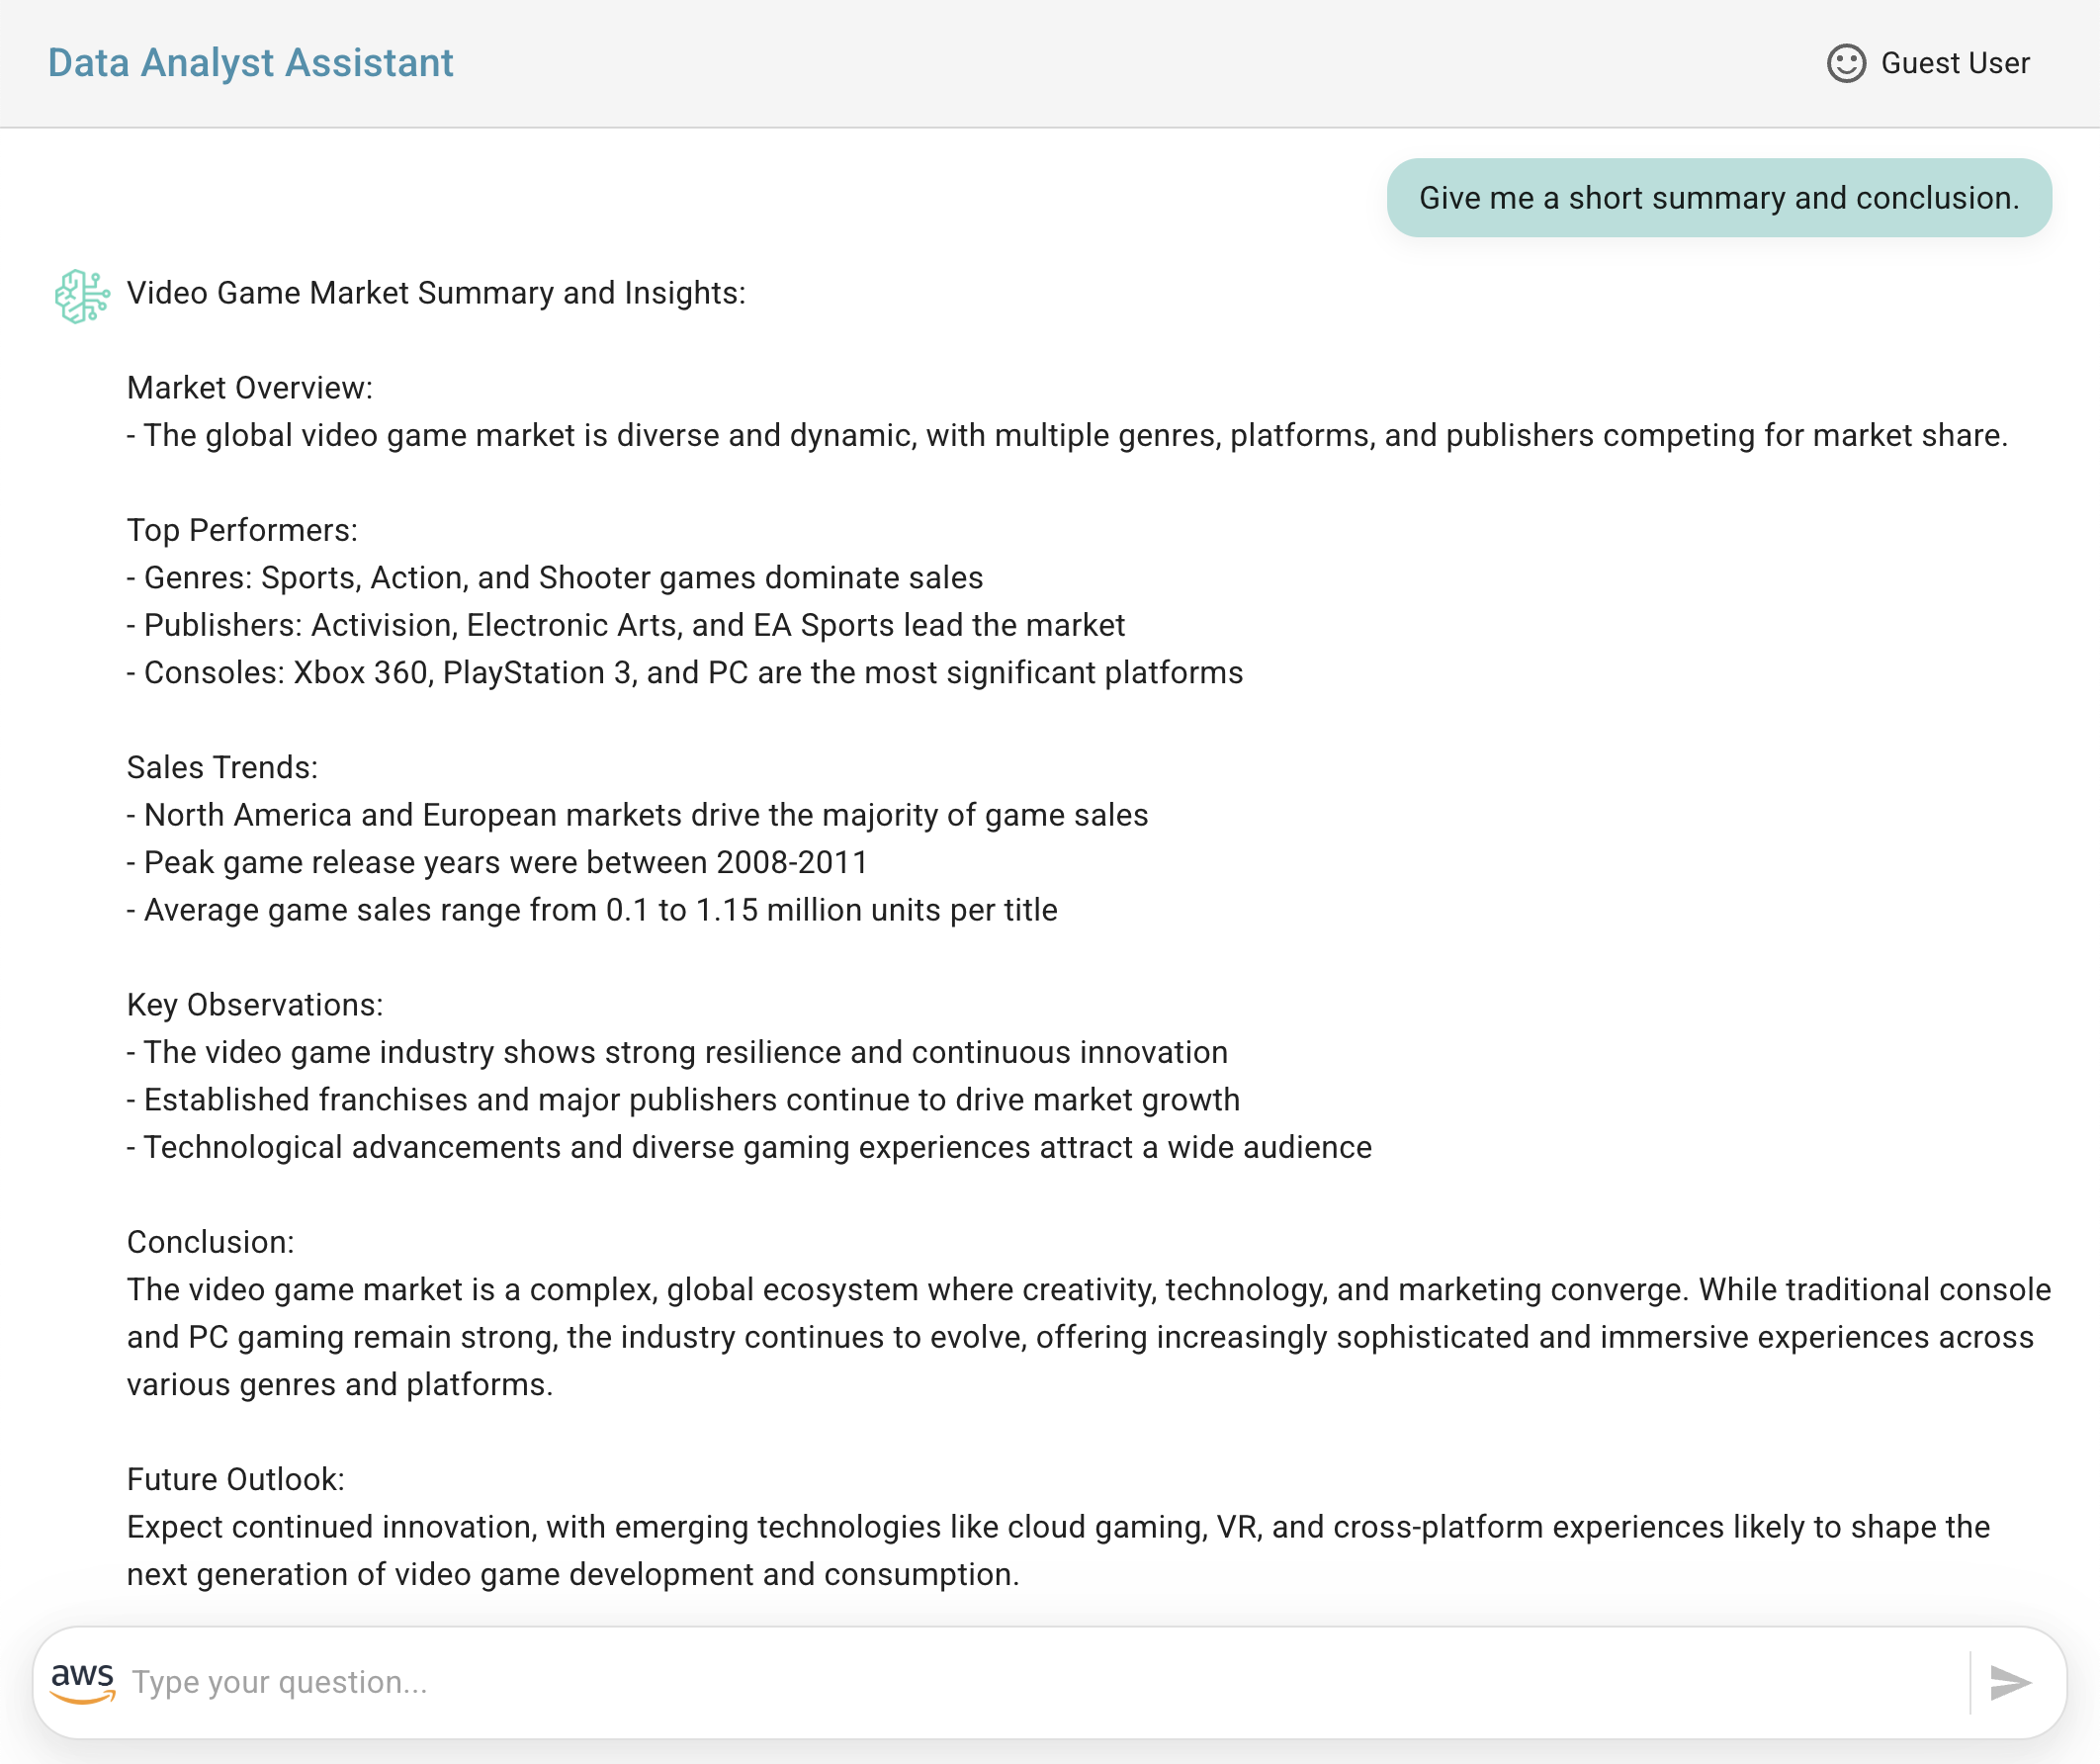 Data Analyst Assistant
Guest User
Give me a short summary and conclusion.
Video Game Market Summary and Insights:
Market Overview:
- The global video game market is diverse and dynamic, with multiple genres, platforms, and publishers competing for market share.
Top Performers:
- Genres: Sports, Action, and Shooter games dominate sales
- Publishers: Activision, Electronic Arts, and EA Sports lead the market
- Consoles: Xbox 360, PlayStation 3, and PC are the most significant platforms
Sales Trends:
- North America and European markets drive the majority of game sales
- Peak game release years were between 2008-2011
- Average game sales range from 0.1 to 1.15 million units per title
Key Observations:
- The video game industry shows strong resilience and continuous innovation
- Established franchises and major publishers continue to drive market growth
- Technological advancements and diverse gaming experiences attract a wide audience
Conclusion:
The video game market is a complex, global ecosystem where creativity, technology, and marketing converge. While traditional console
and PC gaming remain strong, the industry continues to evolve, offering increasingly sophisticated and immersive experiences across
various genres and platforms.
Future Outlook:
Expect continued innovation, with emerging technologies like cloud gaming, VR, and cross-platform experiences likely to shape the
next generation of video game development and consumption.
aws
Type your question...